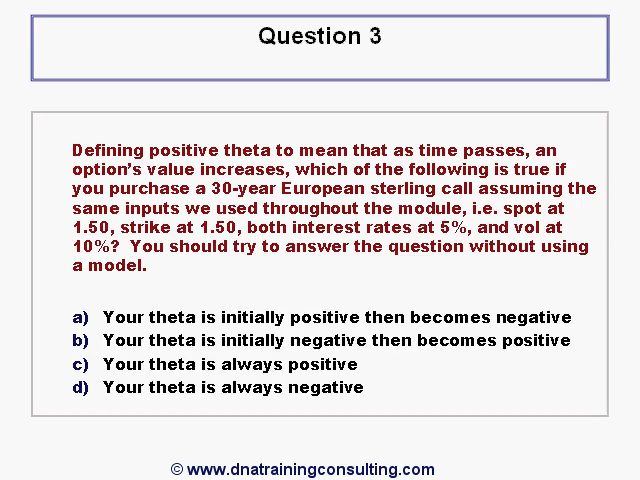 Question 3
Defining positive theta to mean that as time passes, an
option's value increases, which of the following is true if
you purchase a 30-year European sterling call assuming the
same inputs we used throughout the module, i.e. spot at
1.50, strike at 1.50, both interest rates at 5%, and vol at
10%? You should try to answer the question without using
a model.
a) Your theta is initially positive then becomes negative
b) Your theta is initially negative then becomes positive
c) Your theta is always positive
d) Your theta is always negative
© www.dnatrainingconsulting.com